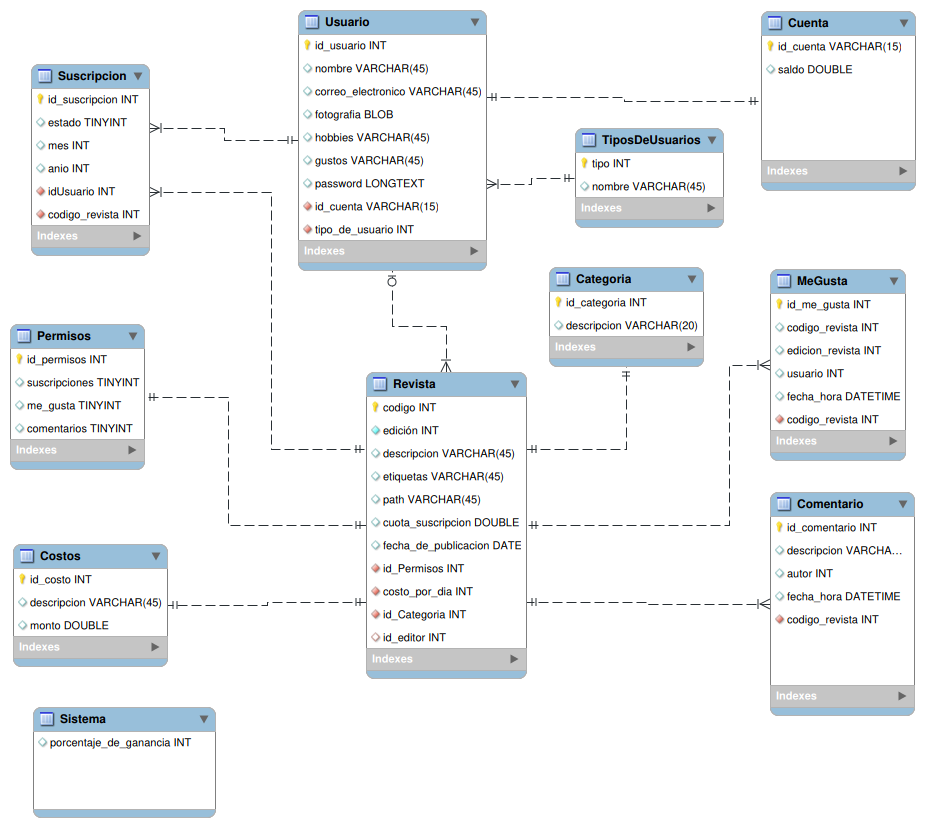 Usuario
id_usuario INT
nombre VARCHAR(45)
correo_electronico VARCHAR(45)
fotografia BLOB
hobbies VARCHAR(45)
gustos VARCHAR(45)
password LONGTEXT
id_cuenta VARCHAR(15)
tipo_de_usuario INT
Indexes
Cuenta
id_cuenta VARCHAR(15)
saldo DOUBLE
Indexes
Suscripcion
id_suscripcion INT
estado TINYINT
mes INT
anio INT
idUsuario INT
codigo_revista INT
Indexes
TiposDeUsuarios
tipo INT
nombre VARCHAR(45)
Indexes
Categoria
id_categoria INT
descripcion VARCHAR(20)
Indexes
MeGusta
id_me_gusta INT
codigo_revista INT
edicion_revista INT
usuario INT
fecha_hora DATETIME
codigo_revista INT
Indexes
Permisos
id_permisos INT
suscripciones TINYINT
me_gusta TINYINT
comentarios TINYINT
Indexes
Revista
codigo INT
edición INT
descripcion VARCHAR(45)
etiquetas VARCHAR(45)
path VARCHAR(45)
cuota_suscripcion DOUBLE
fecha_de_publicacion DATE
id_Permisos INT
costo_por_dia INT
id_Categoria INT
id_editor INT
Indexes
Comentario
id_comentario INT
descripcion VARCHA...
autor INT
fecha_hora DATETIME
codigo_revista INT
Indexes
Costos
id_costo INT
descripcion VARCHAR(45)
monto DOUBLE
Indexes
Sistema
porcentaje_de_ganancia INT